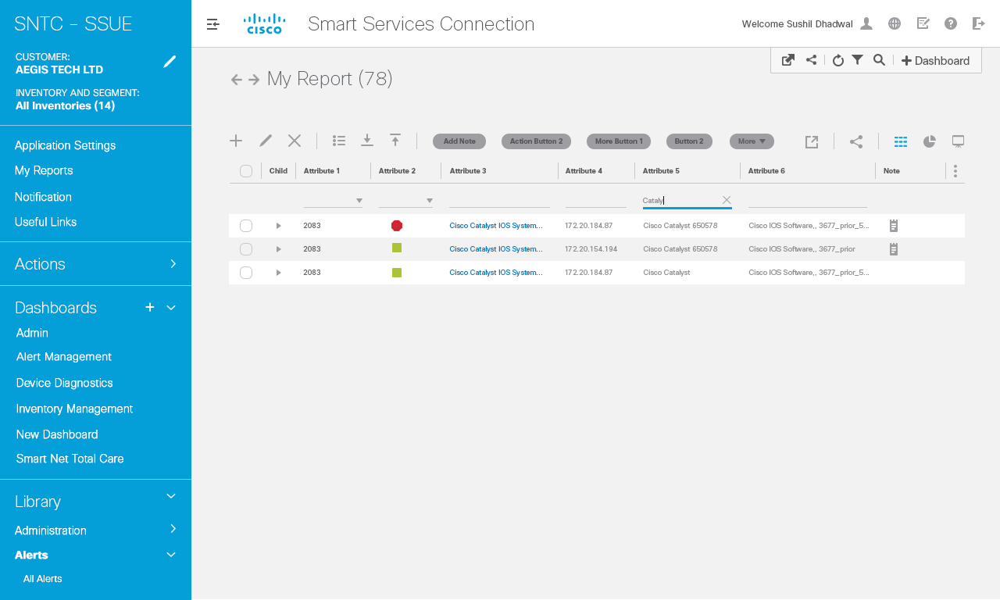 SNTC - SSUE
CUSTOMER:
AEGIS TECH LTD
INVENTORY AND SEGMENT:
All Inventories (14)
Application Settings
My Reports
Notification
Useful Links
Actions
Dashboards
Admin
Alert Management
Device Diagnostics
Inventory Management
New Dashboard
Smart Net Total Care
Library
Administration
Alerts
All Alerts
CISCO
Smart Services Connection
Welcome Sushil Dhadwal
Dashboard
My Report (78)
Add Note Action Button 2 More Button 1 Button 2 More
Child Attribute 1 Attribute 2 Attribute 3 Attribute 4 Attribute 5 Attribute 6 Note
Cataly
2083 Cisco Catalyst IOS System... 172.20.184.87 Cisco Catalyst 650578 Cisco IOS Software,, 3677_prior_5...
2083 Cisco Catalyst IOS System... 172.20.154.194 Cisco Catalyst 650578 Cisco IOS Software,, 3677_prior
2083 Cisco Catalyst IOS System... 172.20.184.87 Cisco Catalyst Cisco IOS Software,, 3677_prior_5...